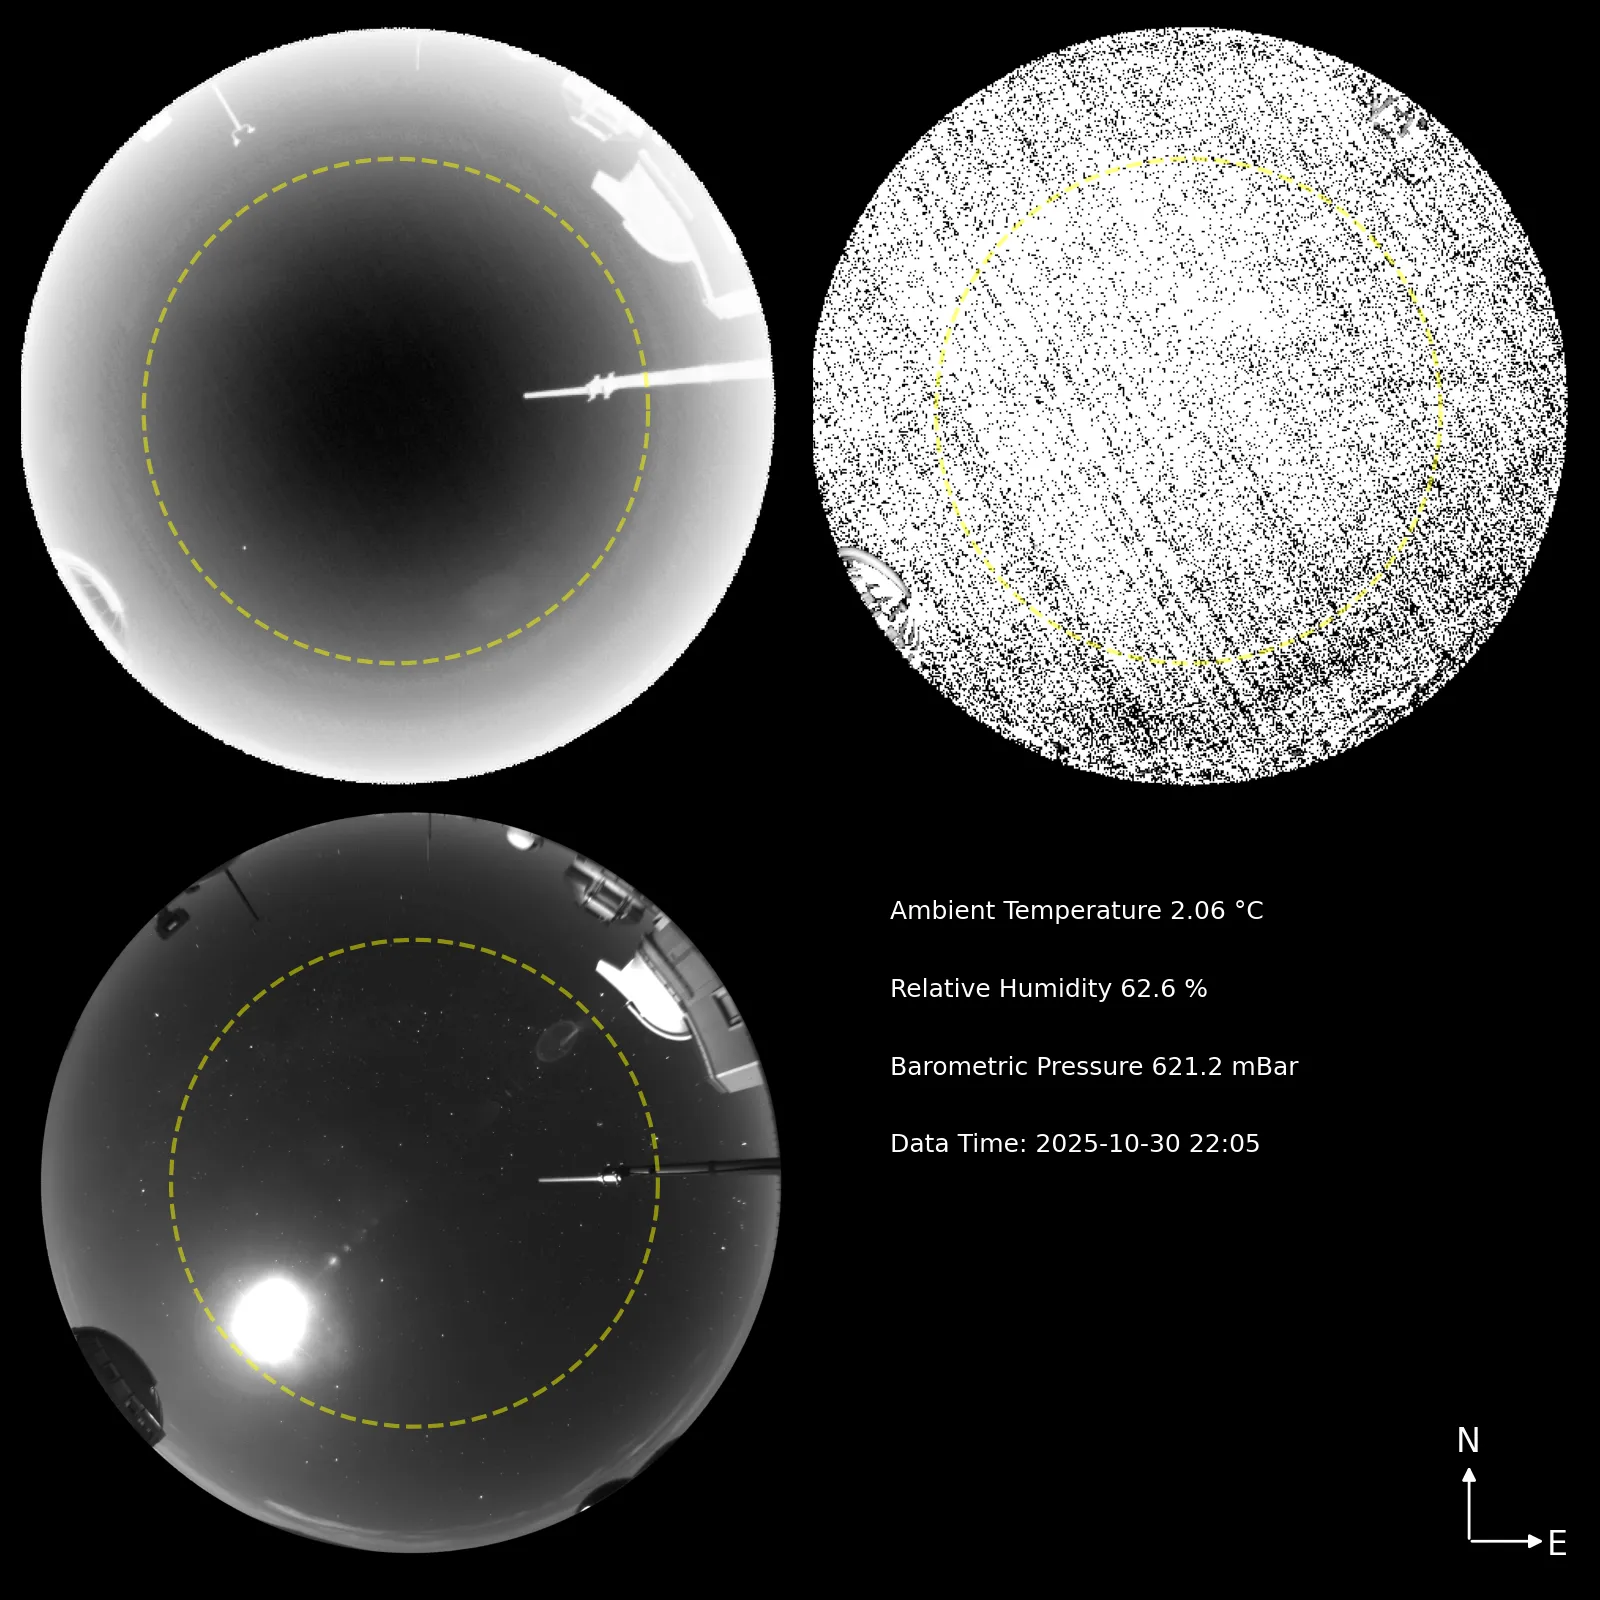 Ambient Temperature 2.06 °C
Relative Humidity 62.6 %
Barometric Pressure 621.2 mBar
Data Time: 2025-10-30 22:05
N
E